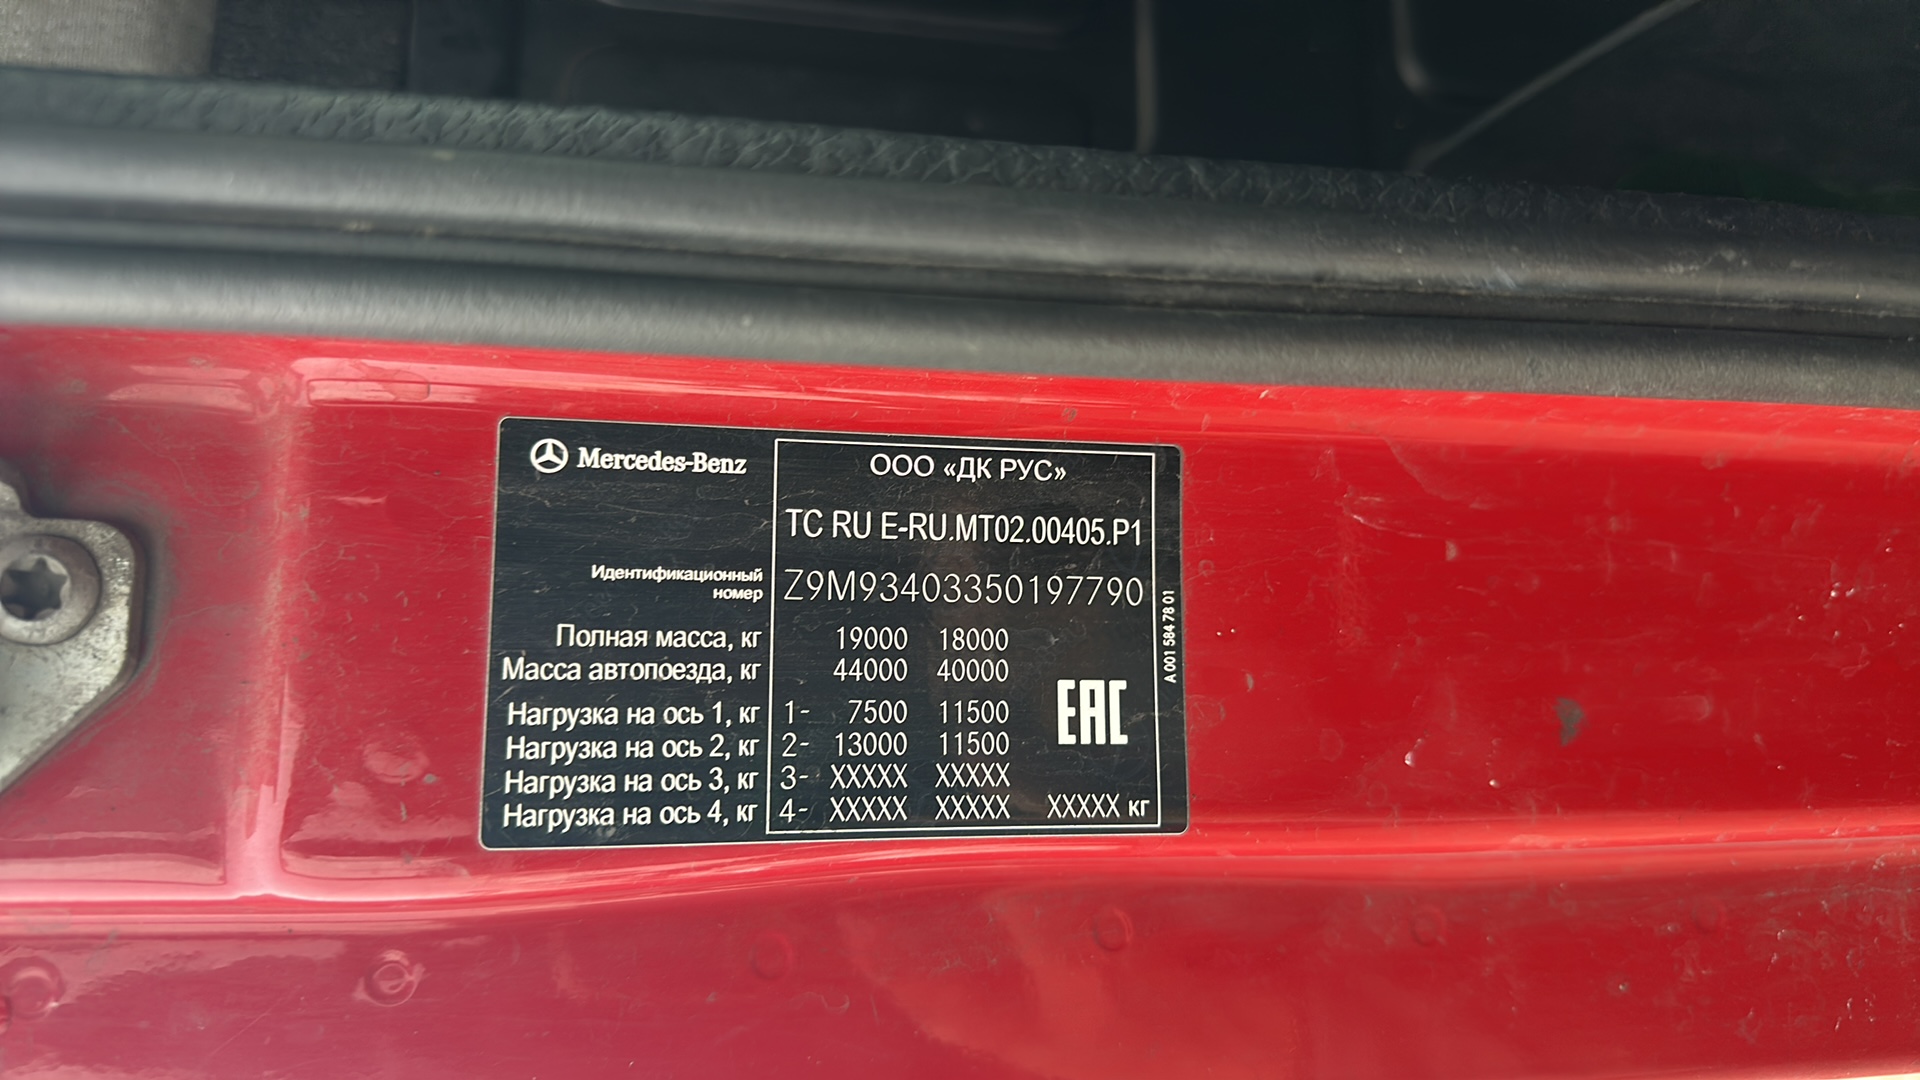 Mercedes-Benz
ООО «ДК РУС»
ТС RU E-RU.MT02.00405.P1
Идентификационный номер Z9M93403350197790
Полная масса, кг 19000 18000
Масса автопоезда, кг 44000 40000
Нагрузка на ось 1, кг 1- 7500 11500
Нагрузка на ось 2, кг 2- 13000 11500
Нагрузка на ось 3, кг 3- XXXXX XXXXX
Нагрузка на ось 4, кг 4- XXXXX XXXXX XXXXX кг
EAC
A 001 584 78 01